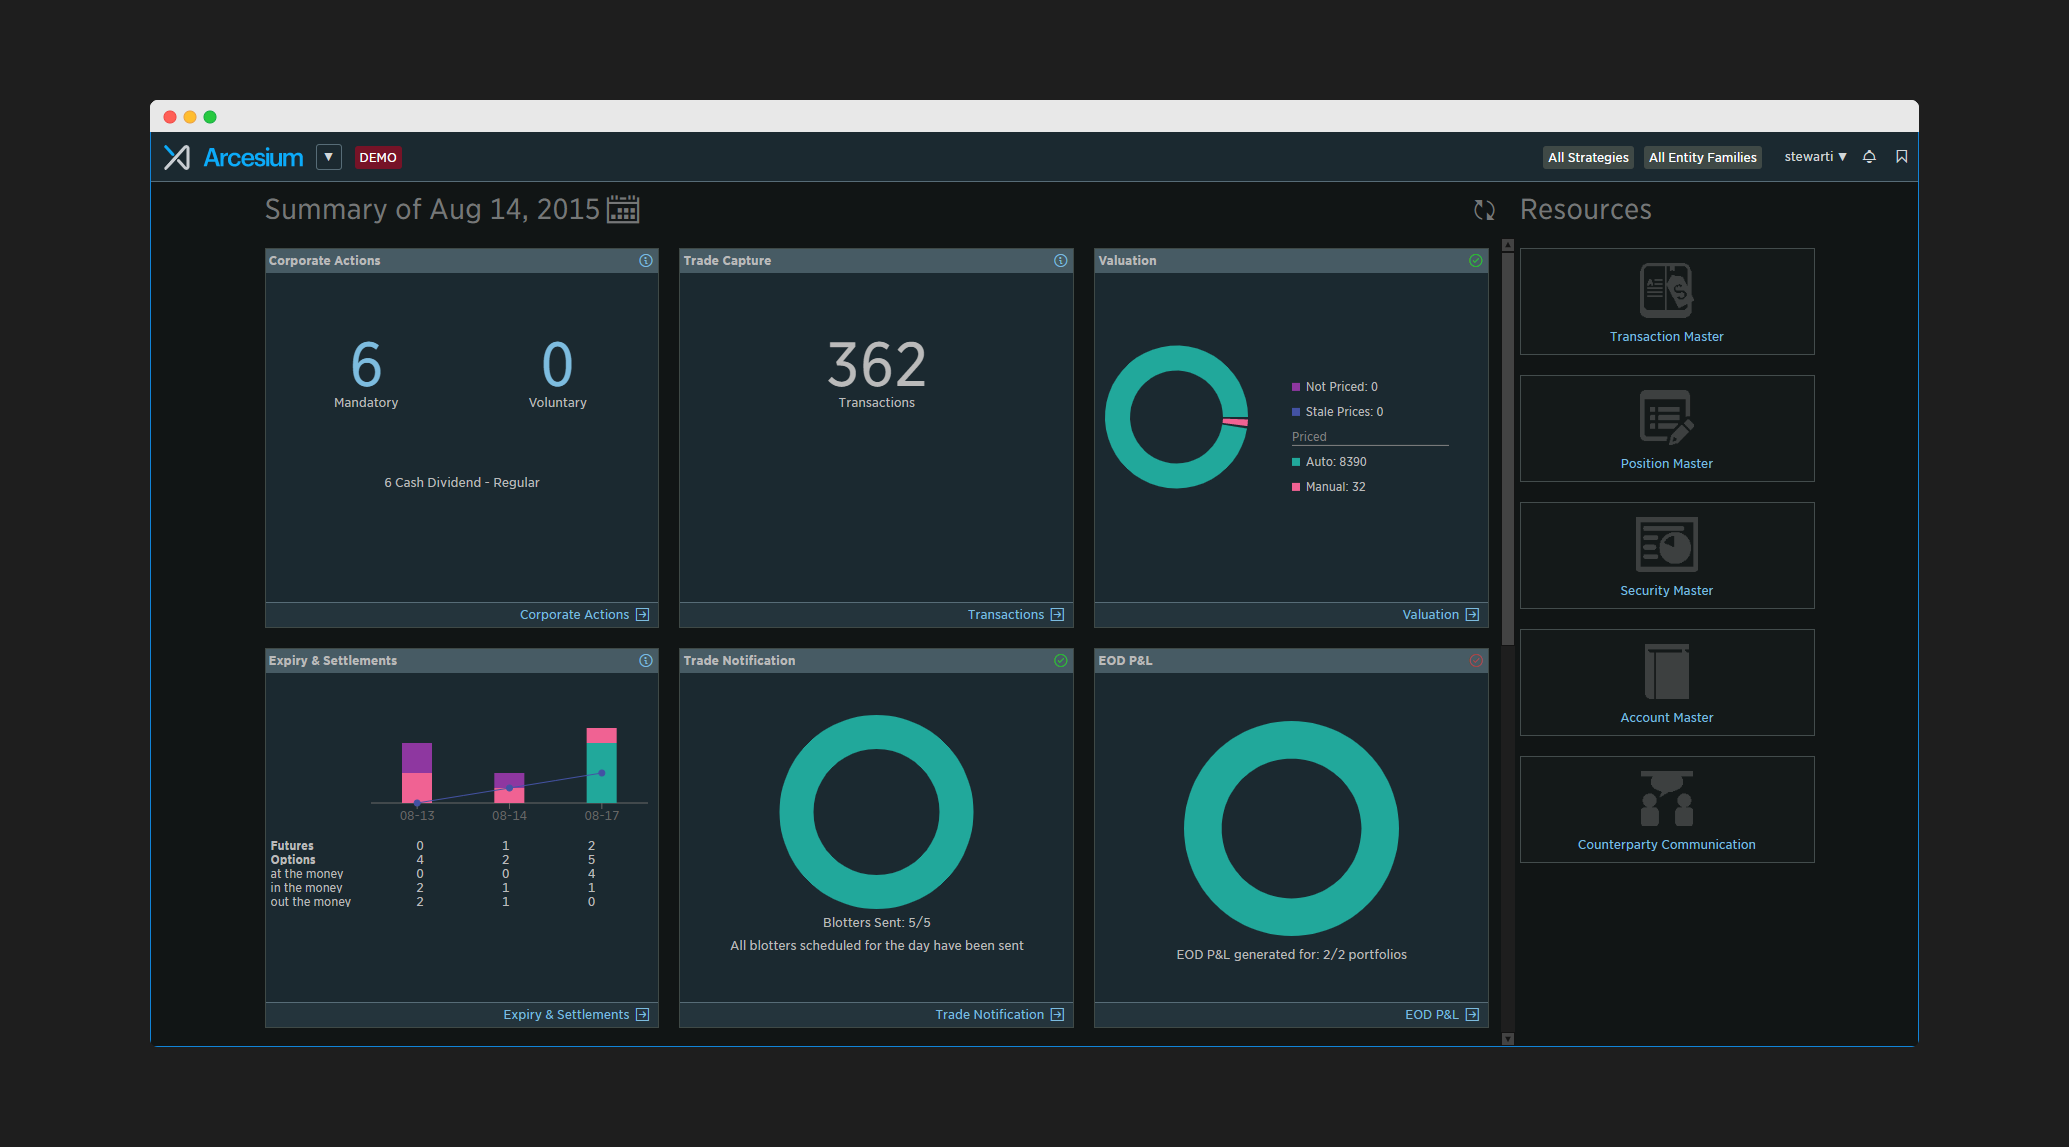 Arcesium ▼ DEMO All Strategies All Entity Families stewarti ▼
Summary of Aug 14, 2015
Resources
Corporate Actions
6 0
Mandatory Voluntary
6 Cash Dividend - Regular
Corporate Actions
Trade Capture
362
Transactions
Transactions
Valuation
Not Priced: 0
Stale Prices: 0
Priced
Auto: 8390
Manual: 32
Valuation
Expiry & Settlements
08-13 08-14 08-17
Futures 0 1 2
Options 4 2 5
at the money 0 0 4
in the money 2 1 1
out the money 2 1 0
Expiry & Settlements
Trade Notification
Blotters Sent: 5/5
All blotters scheduled for the day have been sent
Trade Notification
EOD P&L
EOD P&L generated for: 2/2 portfolios
EOD P&L
Transaction Master
Position Master
Security Master
Account Master
Counterparty Communication